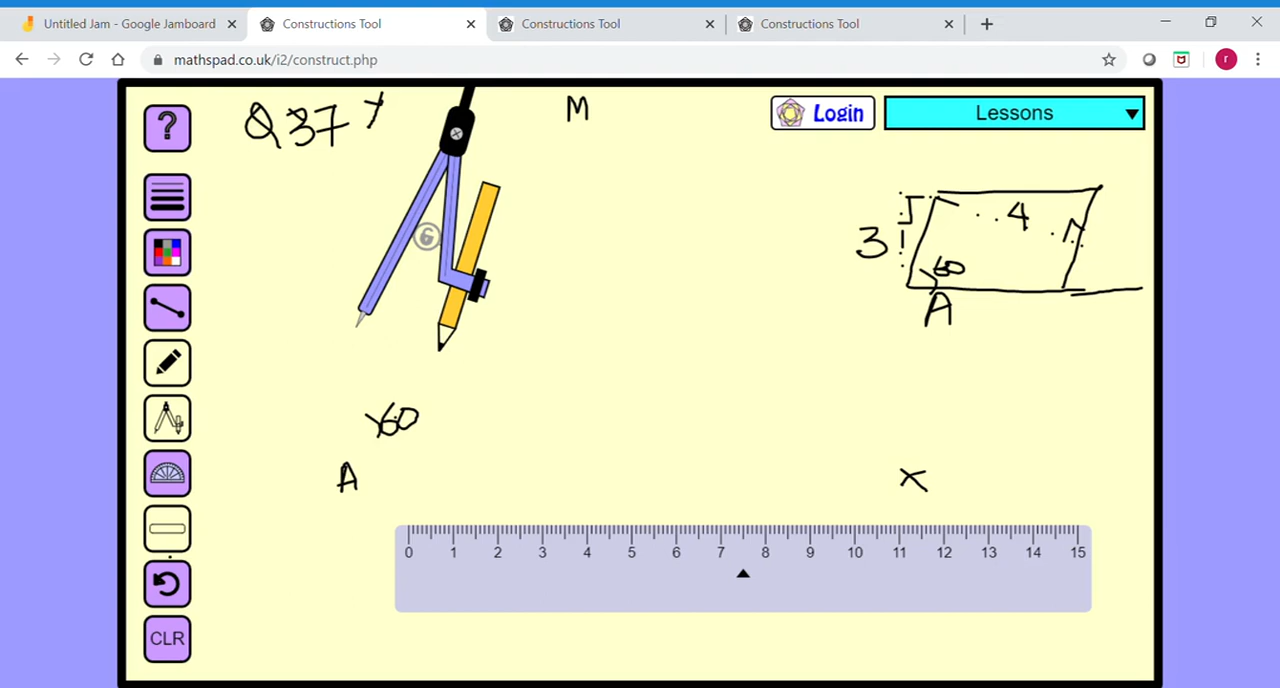 Untitled Jam - Google Jamboard
Constructions Tool
Constructions Tool
Constructions Tool
mathspad.co.uk/i2/construct.php
r
?
Q37 Y
M
Login
Lessons
5
4
M
3
60
A
6
60
A
X
0 1 2 3 4 5 6 7 8 9 10 11 12 13 14 15
CLR